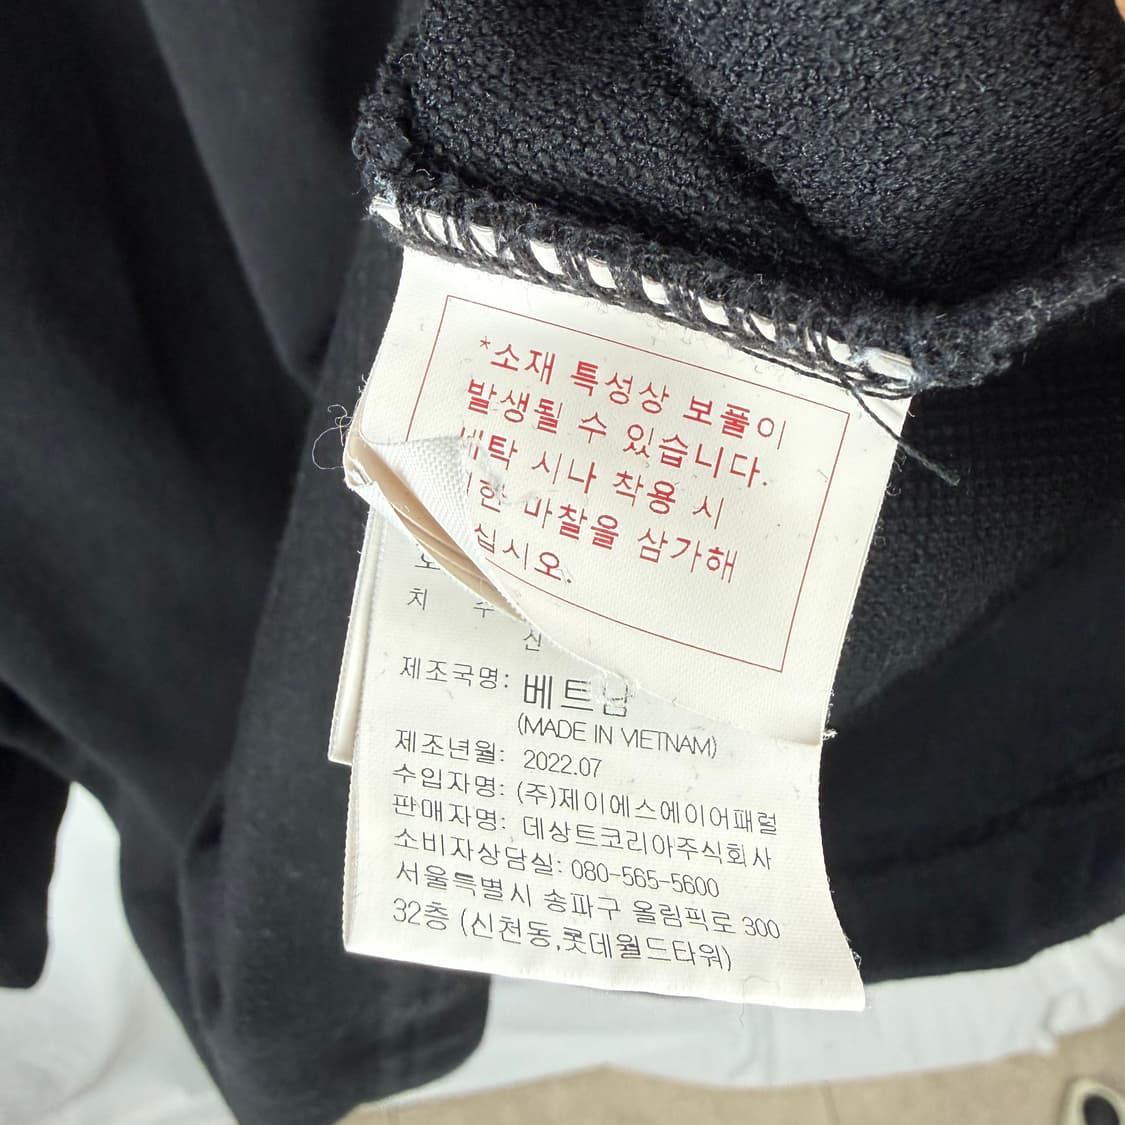 *소재 특성상 보풀이
발생될 수 있습니다.
세탁 시나 착용 시
한 마찰을 삼가해
십시오.
치 수
신
제조국명: 베트남
(MADE IN VIETNAM)
제조년월: 2022.07
수입자명: (주)제이에스에이어패럴
판매자명: 데상트코리아주식회사
소비자상담실: 080-565-5600
서울특별시 송파구 올림픽로 300
32층 (신천동,롯데월드타워)